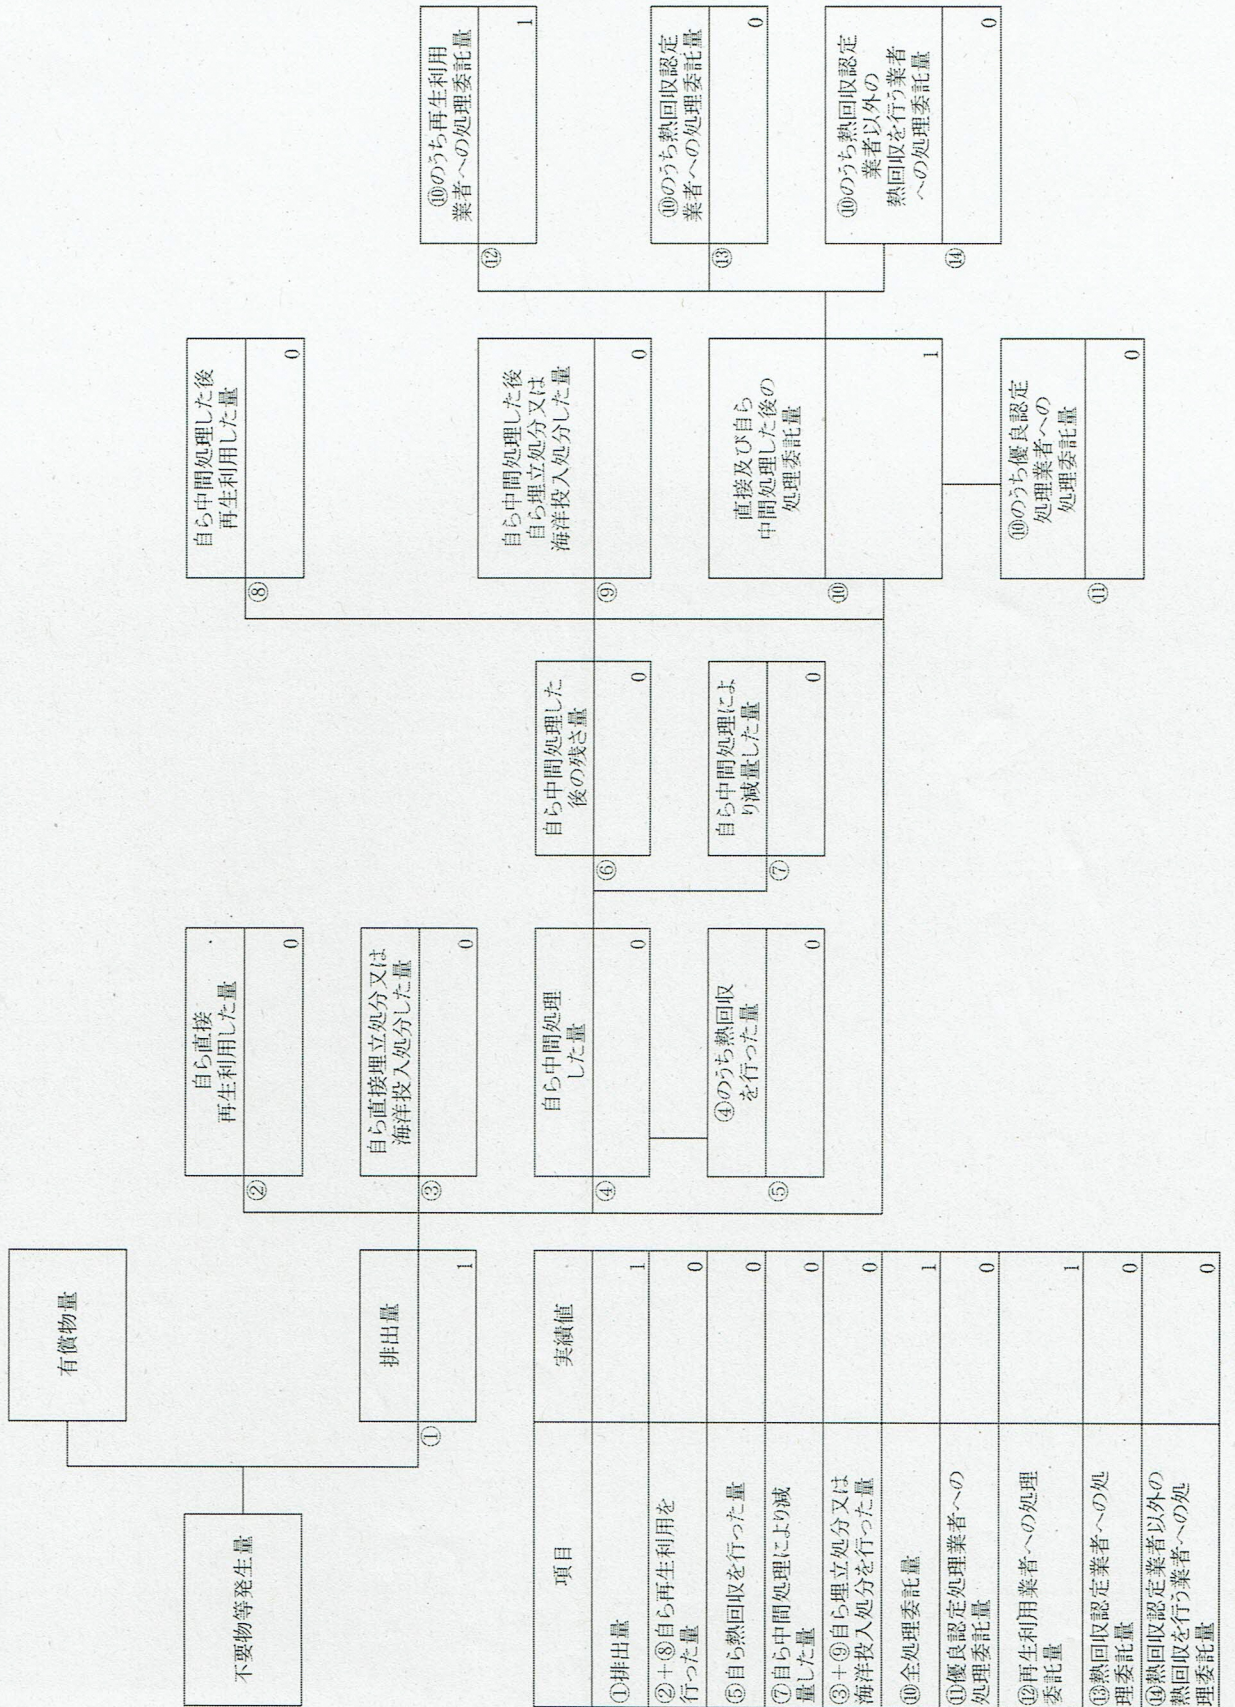 不要物等発生量
有償物量
①
排出量
1
②
自ら直接
再生利用した量
0
③
自ら直接埋立処分又は
海洋投入処分した量
0
④
自ら中間処理
した量
0
⑤
④のうち熱回収
を行った量
0
⑥
自ら中間処理した
後の残さ量
0
⑦
自ら中間処理によ
り減量した量
0
⑧
自ら中間処理した後
再生利用した量
0
⑨
自ら中間処理した後
自ら埋立処分又は
海洋投入処分した量
0
⑩
直接及び自ら
中間処理した後の
処理委託量
1
⑪
⑩のうち優良認定
処理業者への
処理委託量
0
⑫
⑩のうち再生利用
業者への処理委託量
1
⑬
⑩のうち熱回収認定
業者への処理委託量
0
⑭
⑩のうち熱回収認定
業者以外の
熱回収を行う業者
への処理委託量
0
項目
実績値
①排出量
1
②+⑧自ら再生利用を
行った量
0
⑤自ら熱回収を行った量
0
⑦自ら中間処理により減
量した量
0
③+⑨自ら埋立処分又は
海洋投入処分を行った量
0
⑩全処理委託量
1
⑪優良認定処理業者への
処理委託量
0
⑫再生利用業者への処理
委託量
1
⑬熱回収認定業者への処
理委託量
0
⑭熱回収認定業者以外の
熱回収を行う業者への処
理委託量
0